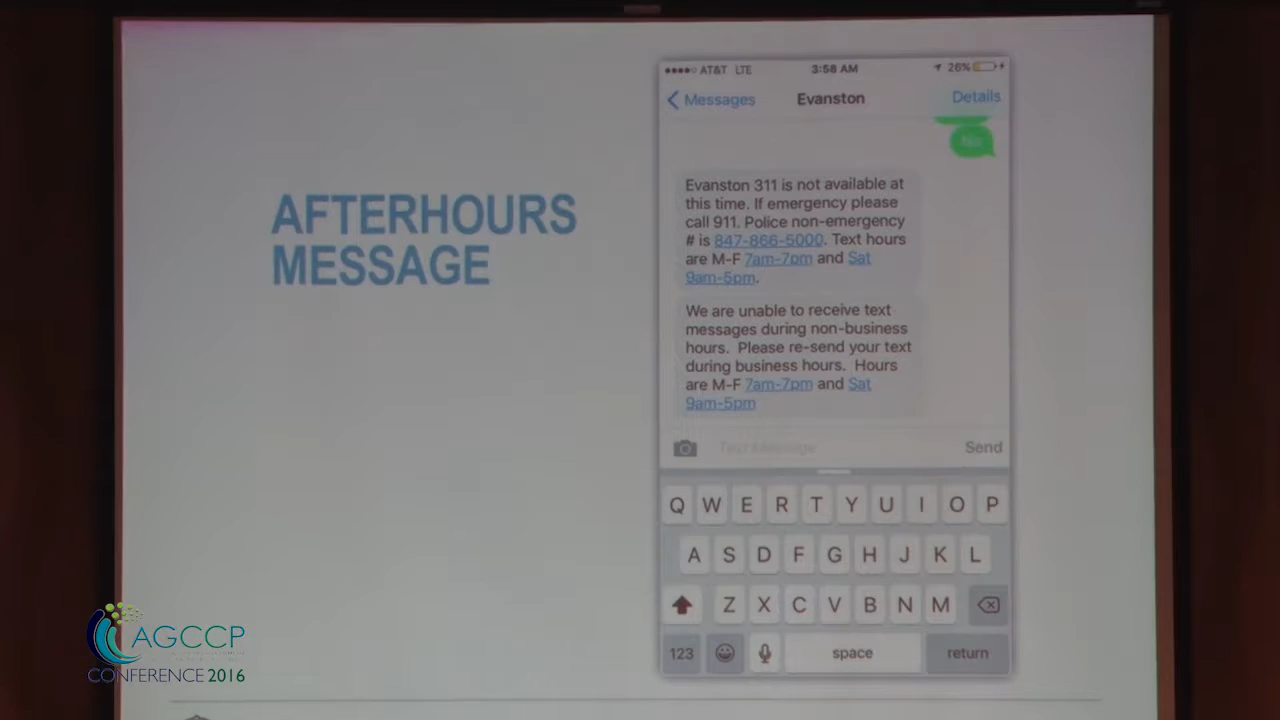 AFTERHOURS
MESSAGE
AT&T LTE
3:58 AM
26%
Messages
Evanston
Details
No
Evanston 311 is not available at
this time. If emergency please
call 911. Police non-emergency
# is 847-866-5000. Text hours
are M-F 7am-7pm and Sat
9am-5pm.
We are unable to receive text
messages during non-business
hours.  Please re-send your text
during business hours.  Hours
are M-F 7am-7pm and Sat
9am-5pm
Text Message
Send
Q W E R T Y U I O P
A S D F G H J K L
Z X C V B N M
123
space
return
AGCCP
CONFERENCE 2016